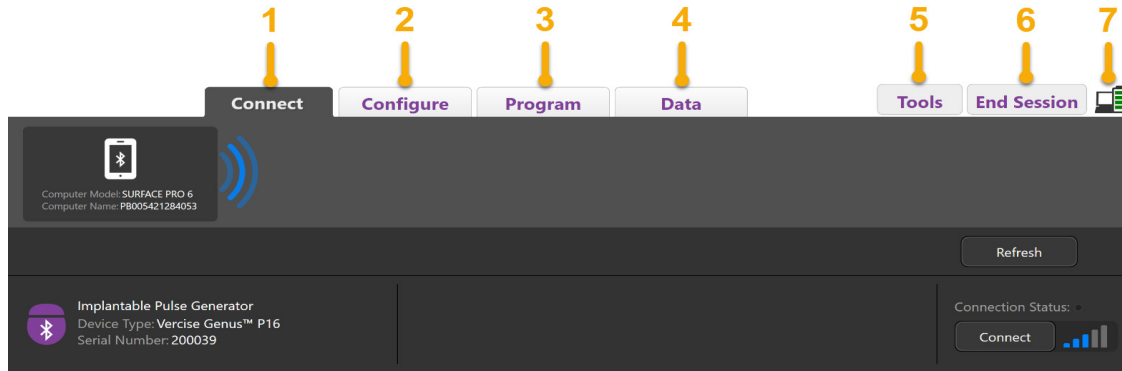 1 2 3 4 5 6 7
Connect Configure Program Data Tools End Session
Computer Model: SURFACE PRO 6
Computer Name: PB005421284053
Refresh
Implantable Pulse Generator
Device Type: Vercise Genus™ P16
Serial Number: 200039
Connection Status:
Connect